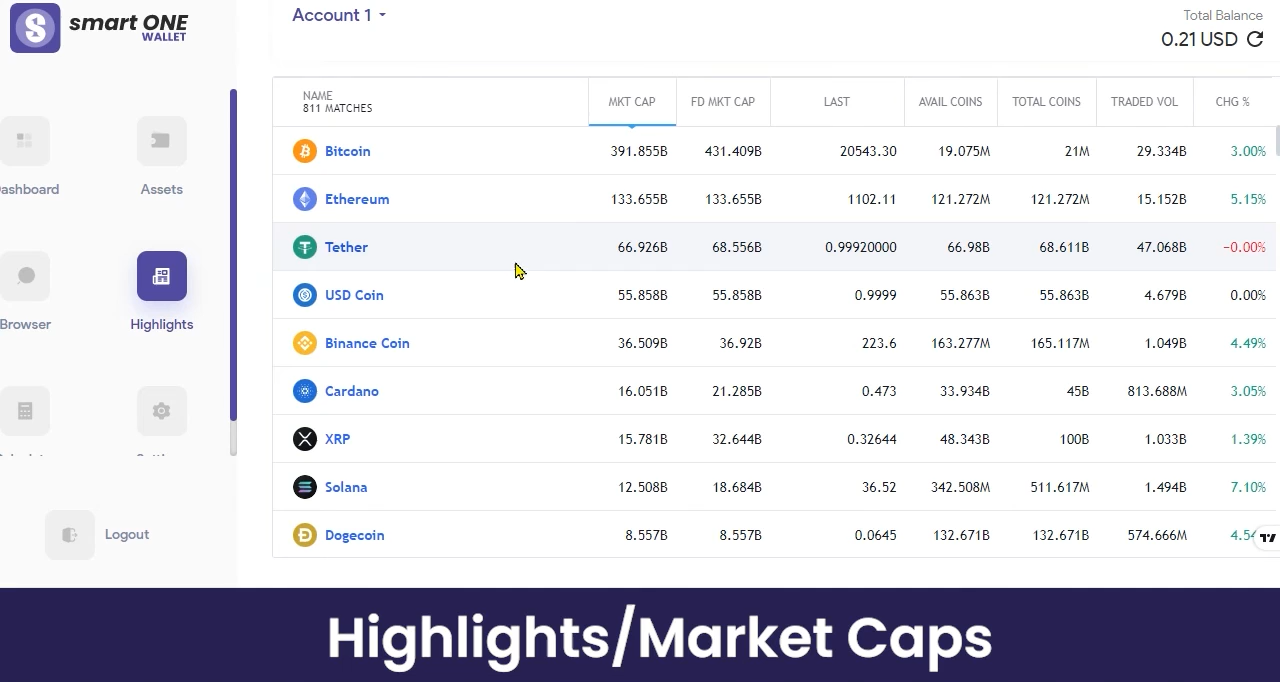 smart ONE
WALLET
Account 1
Total Balance
0.21 USD
ashboard
Assets
Browser
Highlights
Logout
NAME
811 MATCHES
MKT CAP FD MKT CAP LAST AVAIL COINS TOTAL COINS TRADED VOL CHG %
Bitcoin 391.855B 431.409B 20543.30 19.075M 21M 29.334B 3.00%
Ethereum 133.655B 133.655B 1102.11 121.272M 121.272M 15.152B 5.15%
Tether 66.926B 68.556B 0.99920000 66.98B 68.611B 47.068B −0.00%
USD Coin 55.858B 55.858B 0.9999 55.863B 55.863B 4.679B 0.00%
Binance Coin 36.509B 36.92B 223.6 163.277M 165.117M 1.049B 4.49%
Cardano 16.051B 21.285B 0.473 33.934B 45B 813.688M 3.05%
XRP 15.781B 32.644B 0.32644 48.343B 100B 1.033B 1.39%
Solana 12.508B 18.684B 36.52 342.508M 511.617M 1.494B 7.10%
Dogecoin 8.557B 8.557B 0.0645 132.671B 132.671B 574.666M 4.54
Highlights/Market Caps